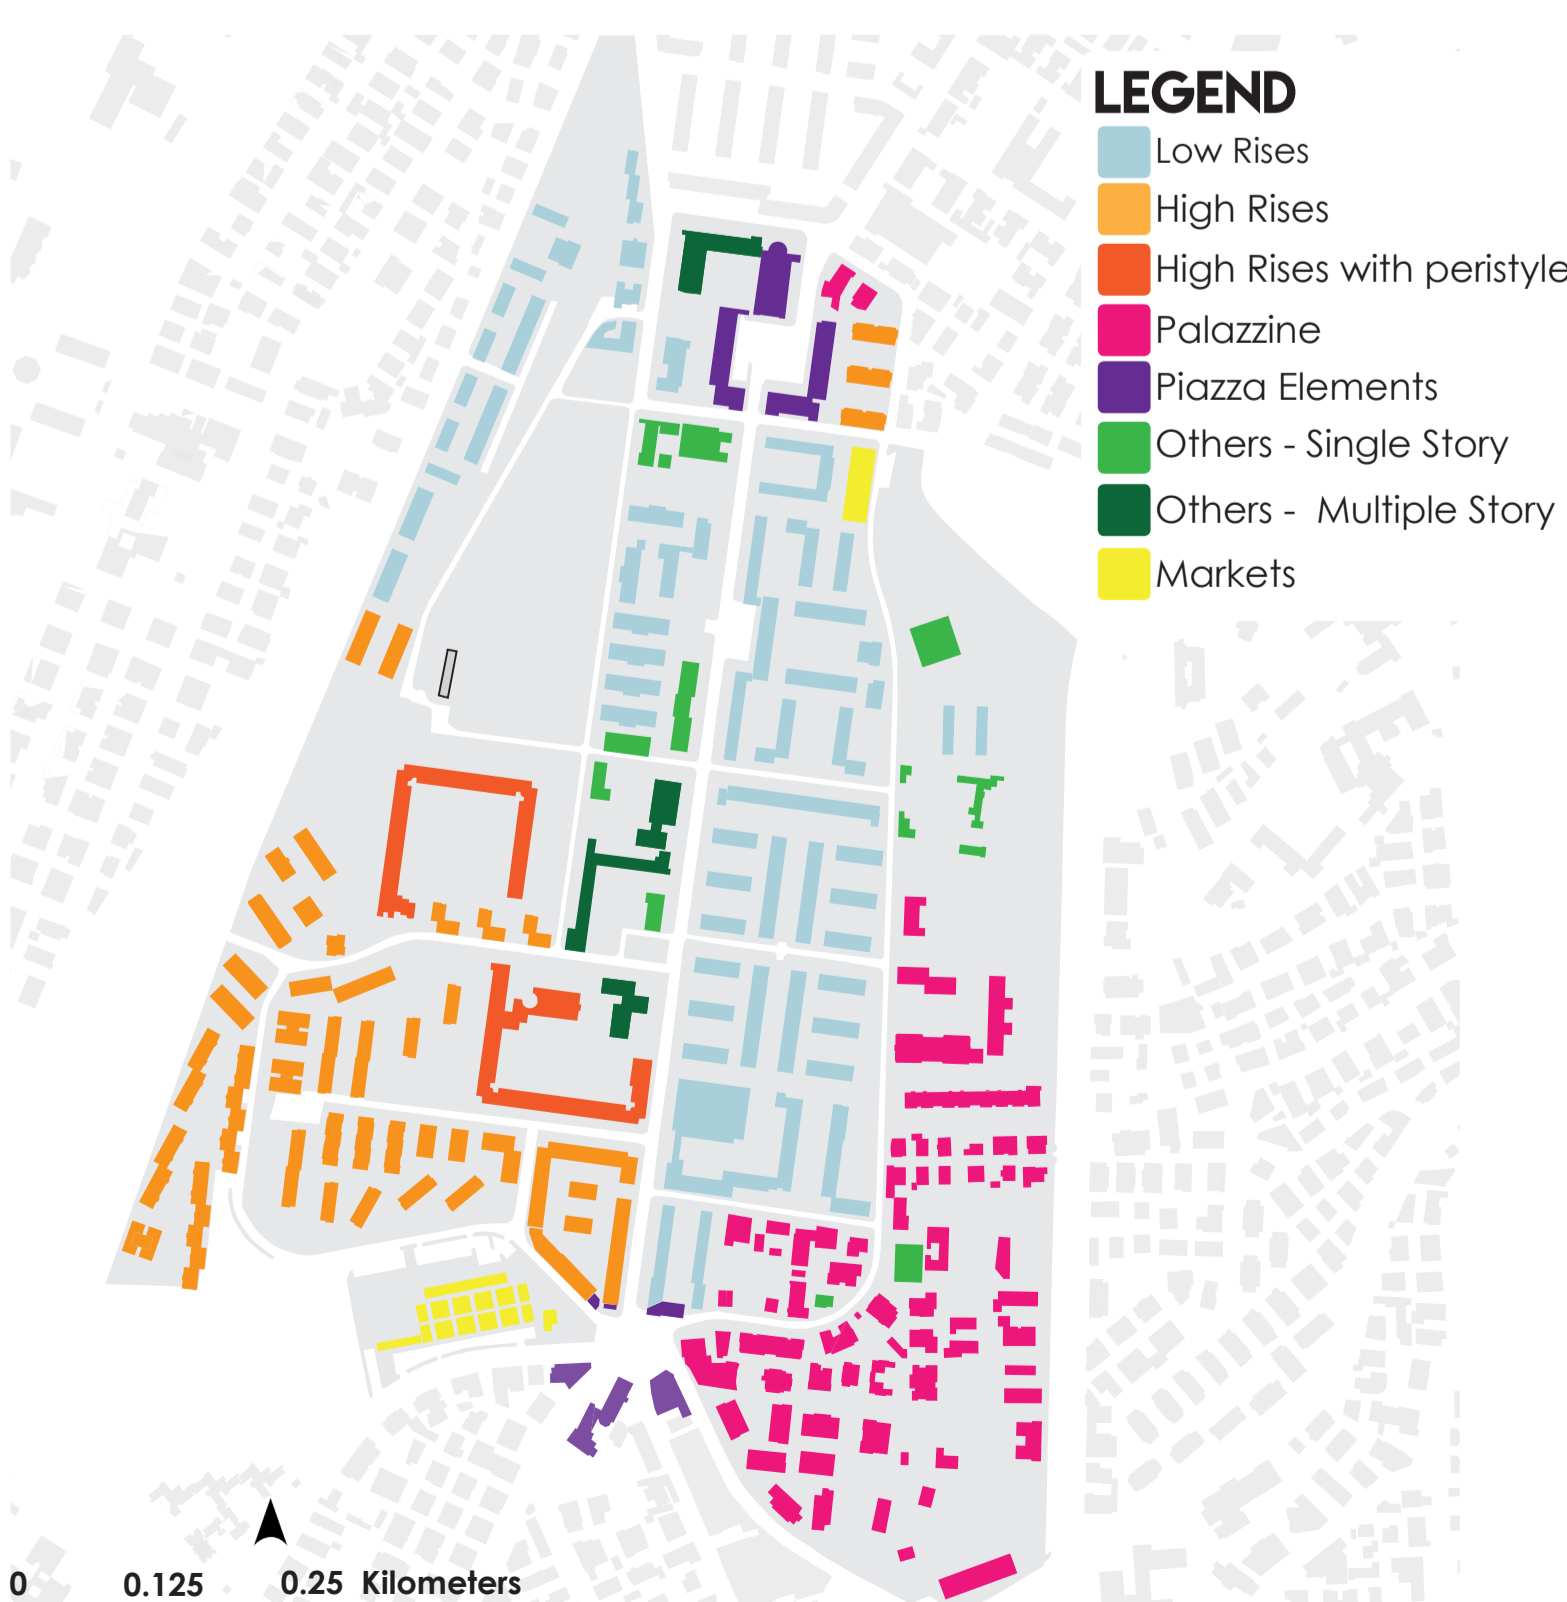 LEGEND
Low Rises
High Rises
High Rises with peristyle
Palazzine
Piazza Elements
Others - Single Story
Others - Multiple Story
Markets
0 0.125 0.25 Kilometers